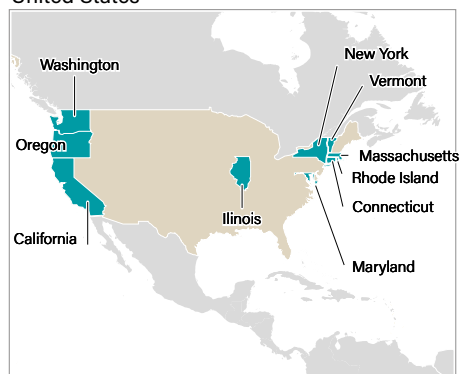 United States
Washington
New York
Vermont
Oregon
Massachusetts
Rhode Island
Connecticut
Ilinois
California
Maryland